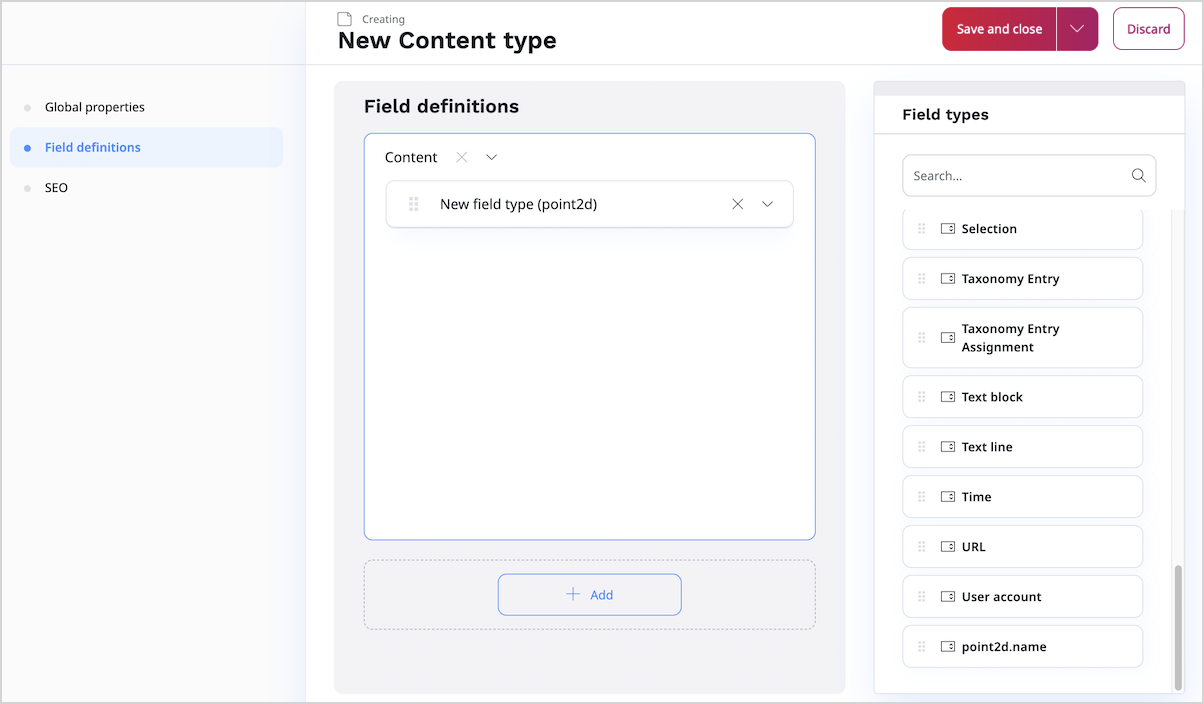 Creating
New Content type
Save and close
Discard
Global properties
Field definitions
SEO
Field definitions
Content
New field type (point2d)
Add
Field types
Search...
Selection
Taxonomy Entry
Taxonomy Entry
Assignment
Text block
Text line
Time
URL
User account
point2d.name